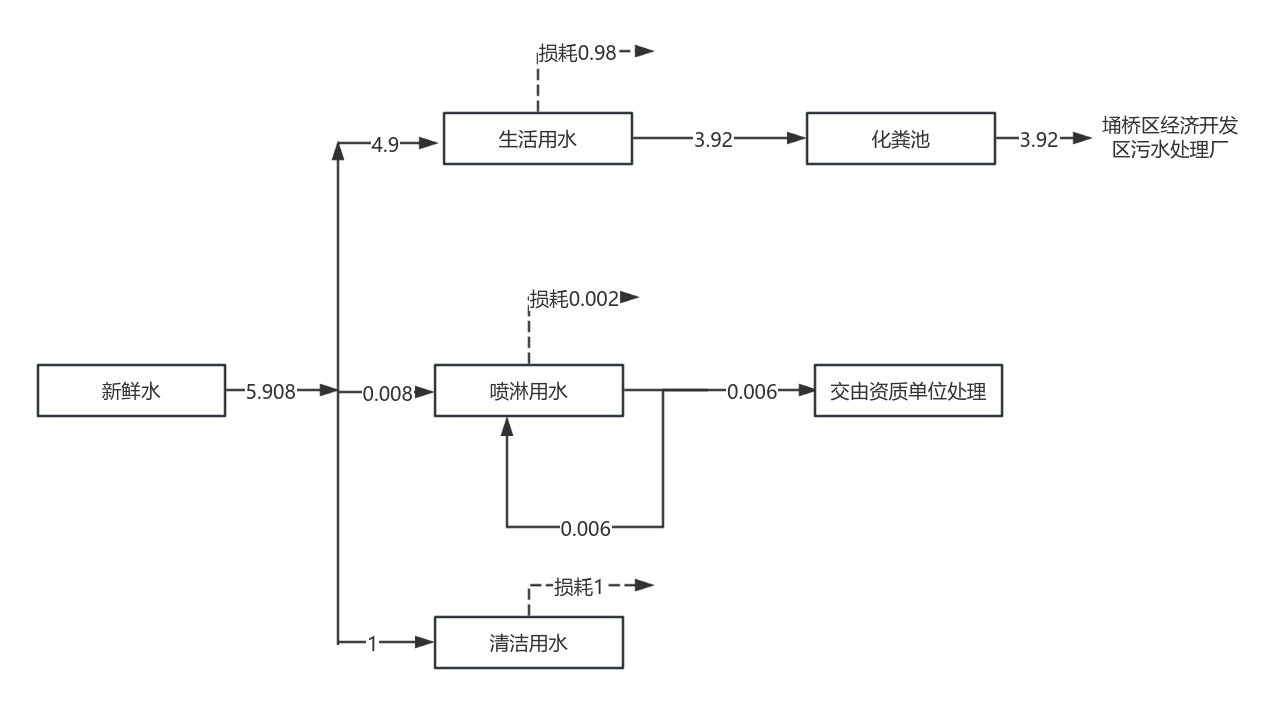 损耗0.98
4.9
生活用水
3.92
化粪池
3.92
埇桥区经济开发
区污水处理厂
损耗0.002
新鲜水
5.908
0.008
喷淋用水
0.006
交由资质单位处理
0.006
损耗1
1
清洁用水